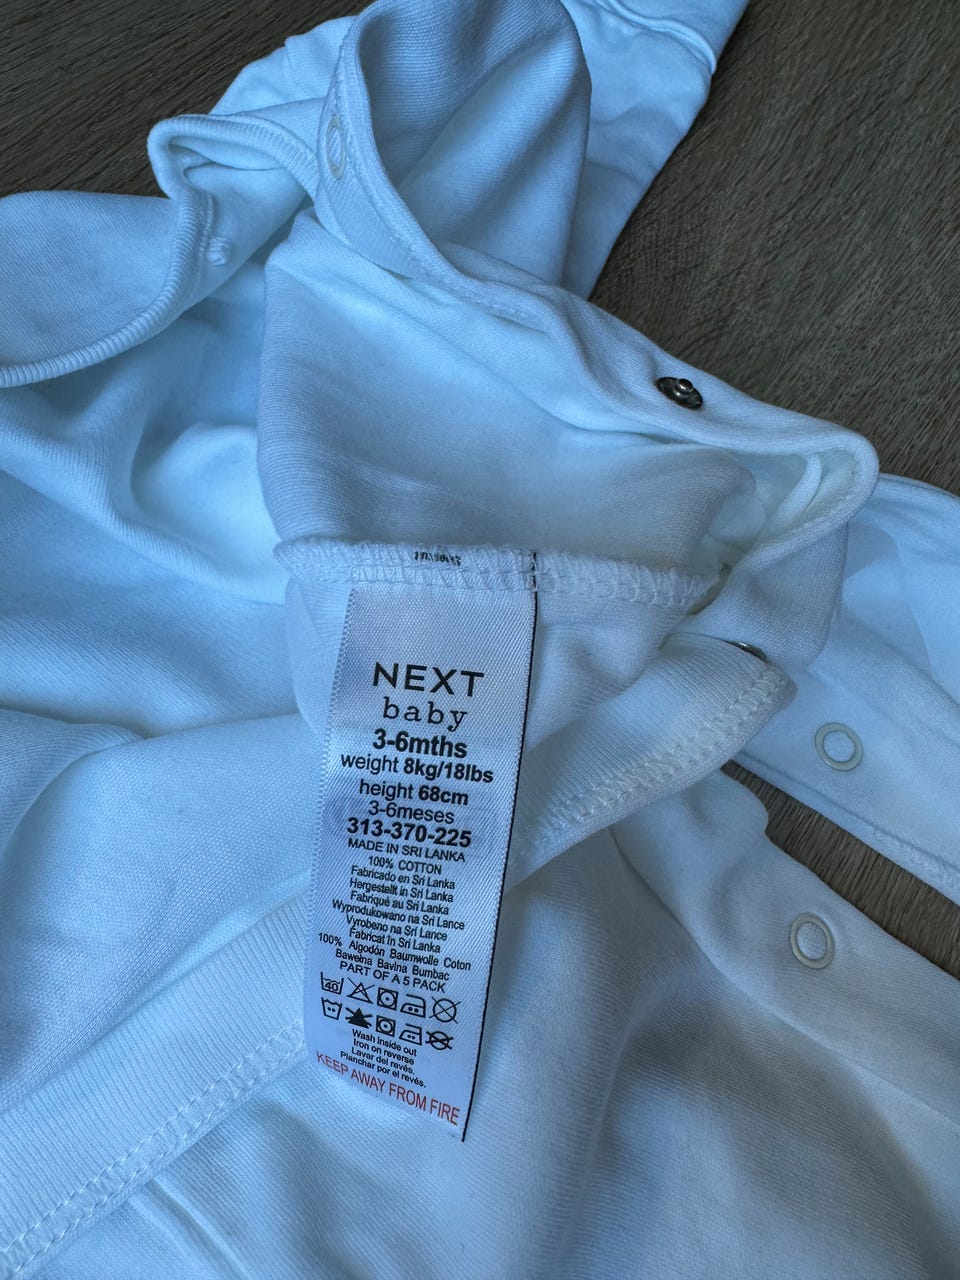 NEXT
baby
3-6mths
weight 8kg/18lbs
height 68cm
3-6meses
313-370-225
MADE IN SRI LANKA
100% COTTON
Fabricado en Sri Lanka
Hergestellt in Sri Lanka
Fabriqué au Sri Lanka
Wyprodukowano na Sri Lance
Vyrobeno na Sri Lance
Fabricat în Sri Lanka
100% Algodón Baumwolle Coton
Bawełna Bavlna Bumbac
PART OF A 5 PACK
40
Wash inside out
Iron on reverse
Lavar del revés.
Planchar por el revés.
KEEP AWAY FROM FIRE